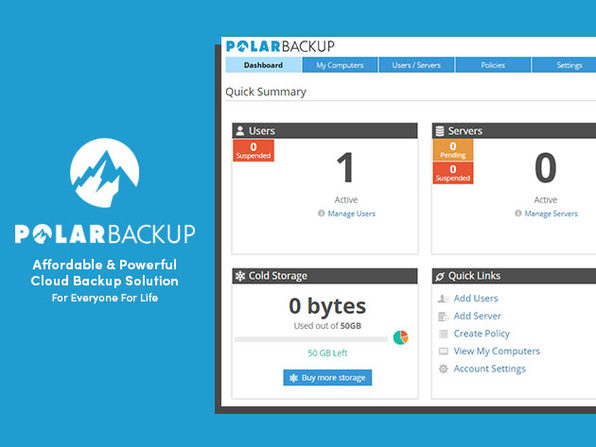 POLARBACKUP
Affordable & Powerful
Cloud Backup Solution
For Everyone For Life
POLARBACKUP
Dashboard My Computers Users / Servers Policies Settings
Quick Summary
Users
0
Suspended
1
Active
Manage Users
Servers
0
Pending
0
Suspended
0
Active
Manage Servers
Cold Storage
0 bytes
Used out of 50GB
50 GB Left
Buy more storage
Quick Links
Add Users
Add Server
Create Policy
View My Computers
Account Settings